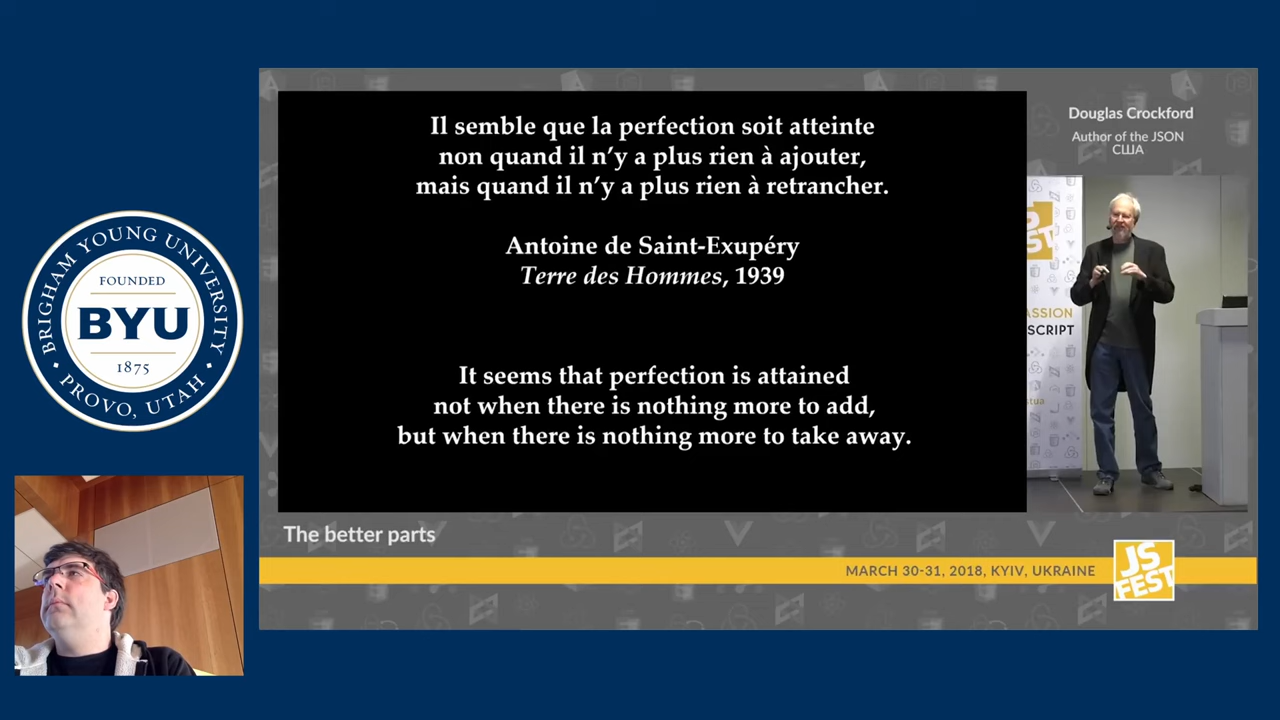 BRIGHAM YOUNG UNIVERSITY
FOUNDED
BYU
1875
PROVO, UTAH
Il semble que la perfection soit atteinte
non quand il n’y a plus rien à ajouter,
mais quand il n’y a plus rien à retrancher.
Antoine de Saint-Exupéry
Terre des Hommes, 1939
It seems that perfection is attained
not when there is nothing more to add,
but when there is nothing more to take away.
Douglas Crockford
Author of the JSON
США
ASSION
SCRIPT
The better parts
MARCH 30-31, 2018, KYIV, UKRAINE
JS
FEST